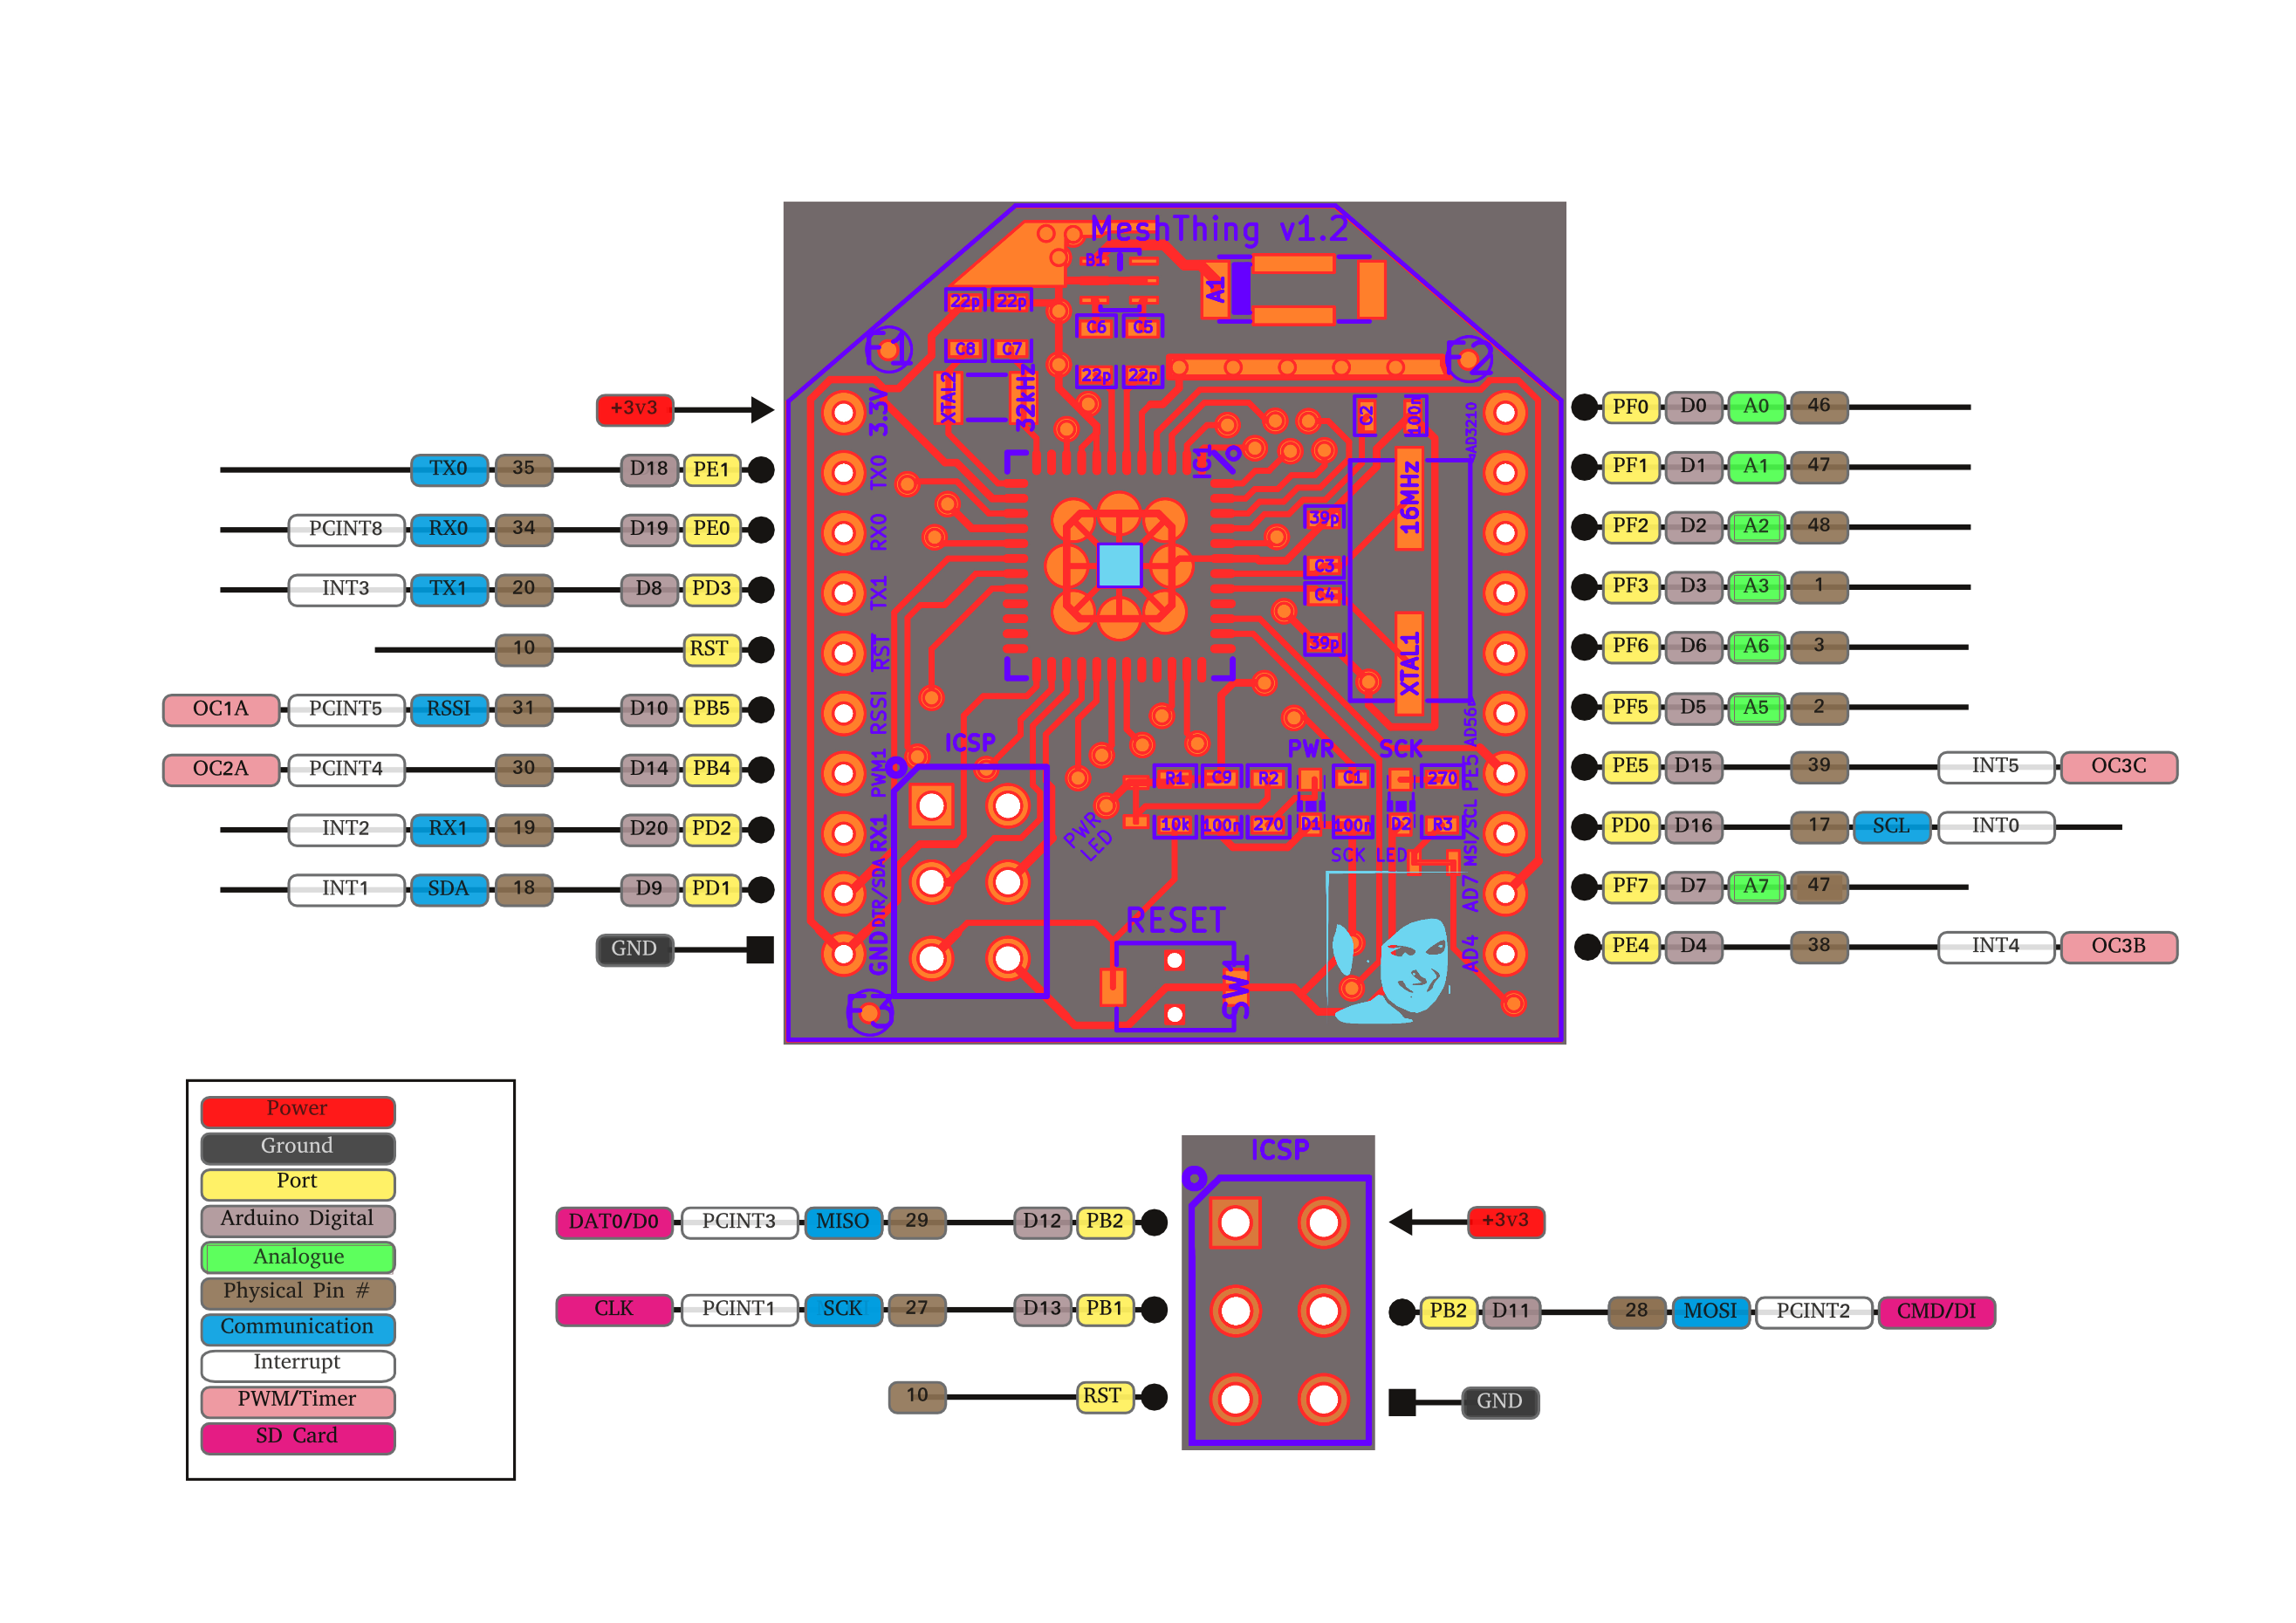 MeshThing v1.2
B1
A1
22p 22p
C6 C5
F1
F2
C8 C7
22p 22p
XTAL2
32kHz
C2
100n
IC1
16MHz
39p
C3
C4
39p
XTAL1
3.3V
TX0
RX0
TX1
RST
RSSI
PWM1
RX1
DTR/SDA
GND
PE5
MSI/SCL
AD7
AD4
ICSP
PWR SCK
R1 C9 R2 C1 270
10k 100n 270 D1 100n D2 R3
PWR
LED
SCK LED
RESET
SW1
F3
+3v3
TX0 35 D18 PE1
PCINT8 RX0 34 D19 PE0
INT3 TX1 20 D8 PD3
10 RST
OC1A PCINT5 RSSI 31 D10 PB5
OC2A PCINT4 30 D14 PB4
INT2 RX1 19 D20 PD2
INT1 SDA 18 D9 PD1
GND
PF0 D0 A0 46
PF1 D1 A1 47
PF2 D2 A2 48
PF3 D3 A3 1
PF6 D6 A6 3
PF5 D5 A5 2
PE5 D15 39 INT5 OC3C
PD0 D16 17 SCL INT0
PF7 D7 A7 47
PE4 D4 38 INT4 OC3B
Power
Ground
Port
Arduino Digital
Analogue
Physical Pin #
Communication
Interrupt
PWM/Timer
SD Card
ICSP
DAT0/D0 PCINT3 MISO 29 D12 PB2
+3v3
CLK PCINT1 SCK 27 D13 PB1
PB2 D11 28 MOSI PCINT2 CMD/DI
10 RST
GND